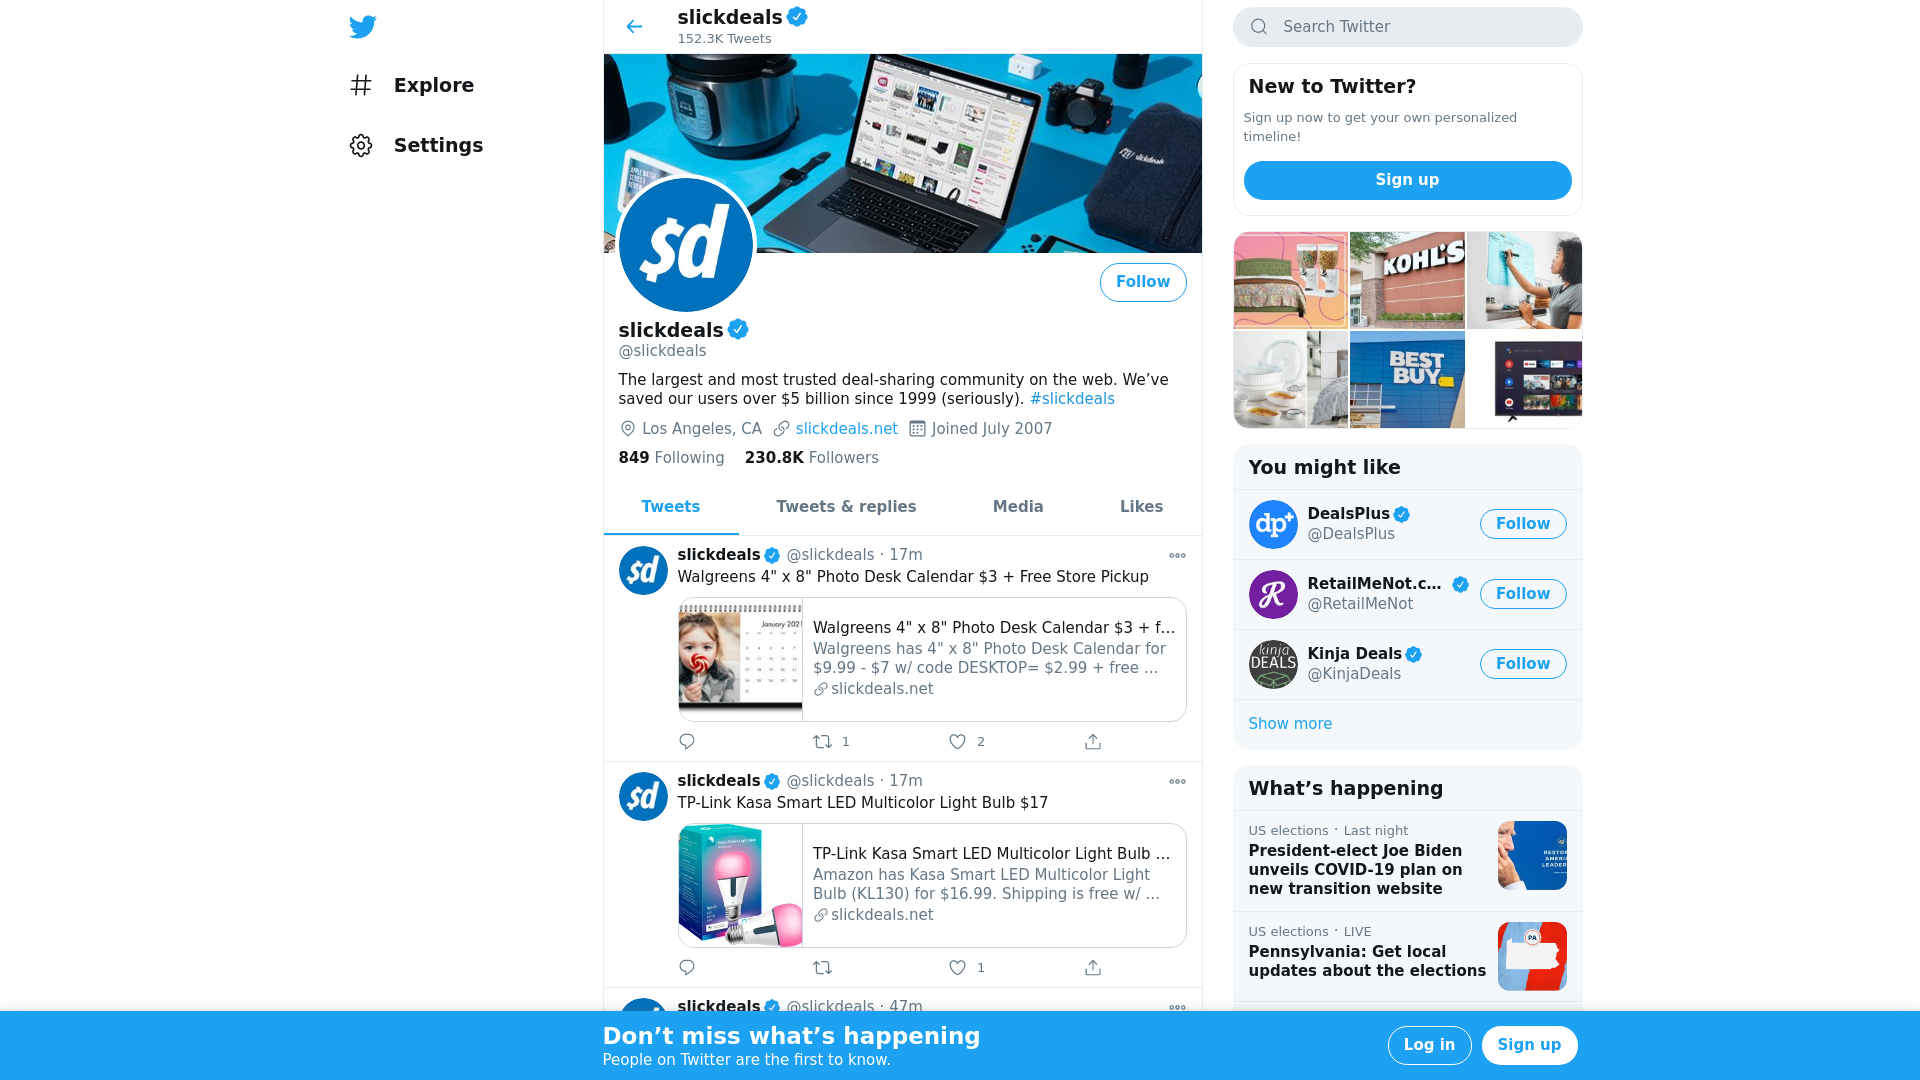 Explore
Settings
slickdeals
152.3K Tweets
slickdeals
$d
Follow
slickdeals
@slickdeals
The largest and most trusted deal-sharing community on the web. We’ve
saved our users over $5 billion since 1999 (seriously). #slickdeals
Los Angeles, CA slickdeals.net Joined July 2007
849 Following 230.8K Followers
Tweets Tweets & replies Media Likes
$d
slickdeals @slickdeals · 17m
Walgreens 4" x 8" Photo Desk Calendar $3 + Free Store Pickup
January 2021
Walgreens 4" x 8" Photo Desk Calendar $3 + f...
Walgreens has 4" x 8" Photo Desk Calendar for
$9.99 - $7 w/ code DESKTOP= $2.99 + free ...
slickdeals.net
1 2
$d
slickdeals @slickdeals · 17m
TP-Link Kasa Smart LED Multicolor Light Bulb $17
TP-Link Kasa Smart LED Multicolor Light Bulb ...
Amazon has Kasa Smart LED Multicolor Light
Bulb (KL130) for $16.99. Shipping is free w/ ...
slickdeals.net
1
slickdeals @slickdeals · 47m
Search Twitter
New to Twitter?
Sign up now to get your own personalized
timeline!
Sign up
KOHL'S
BEST
BUY
You might like
dp+
DealsPlus
@DealsPlus
Follow
R
RetailMeNot.c...
@RetailMeNot
Follow
kinja
DEALS
Kinja Deals
@KinjaDeals
Follow
Show more
What’s happening
US elections · Last night
President-elect Joe Biden
unveils COVID-19 plan on
new transition website
US elections · LIVE
Pennsylvania: Get local
updates about the elections
PA
Don’t miss what’s happening
People on Twitter are the first to know.
Log in
Sign up